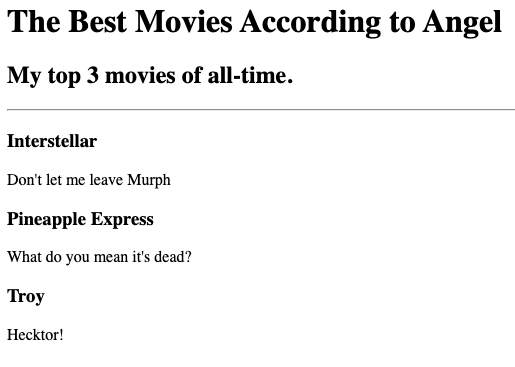 The Best Movies According to Angel
My top 3 movies of all-time.
Interstellar
Don't let me leave Murph
Pineapple Express
What do you mean it's dead?
Troy
Hecktor!